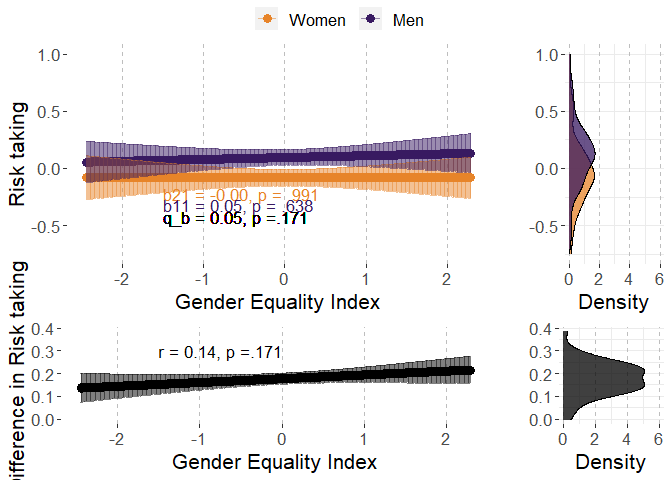 Women Men
1.0
0.0
-0.5
Risk taking
b21 = -0.00, p = .991
b11 = 0.05, p = .638
q_b = 0.05, p = .171
-2 -1 0 1 2
Gender Equality Index
1.0
0.5
0.0
-0.5
0 2 4 6
Density
0.4
0.3
0.2
0.1
0.0
Difference in Risk taking
r = 0.14, p =.171
-2 -1 0 1 2
Gender Equality Index
0.4
0.3
0.2
0.1
0.0
0 2 4 6
Density